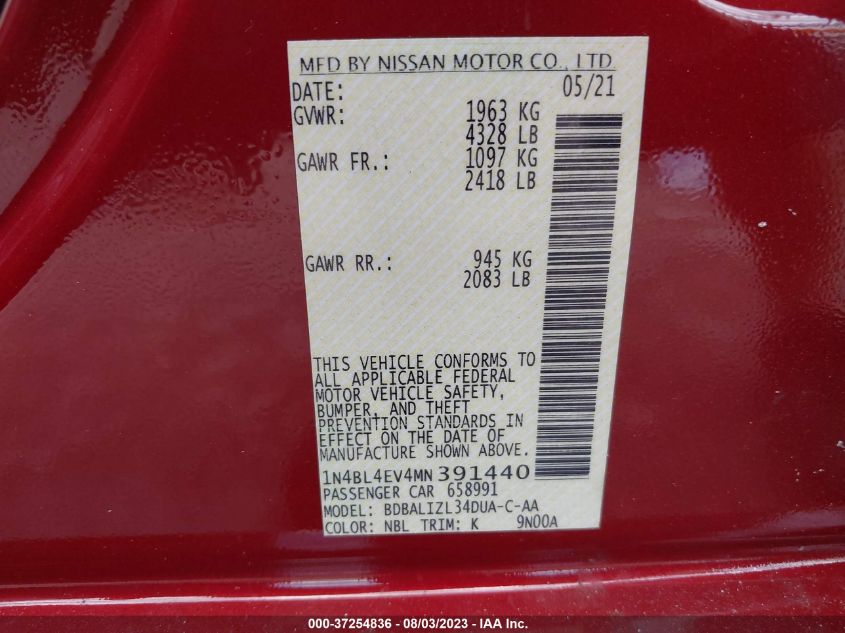 MFD BY NISSAN MOTOR CO., LTD
DATE: 05/21
GVWR: 1963 KG
4328 LB
GAWR FR.: 1097 KG
2418 LB
GAWR RR.: 945 KG
2083 LB
THIS VEHICLE CONFORMS TO
ALL APPLICABLE FEDERAL
MOTOR VEHICLE SAFETY,
BUMPER, AND THEFT
PREVENTION STANDARDS IN
EFFECT ON THE DATE OF
MANUFACTURE SHOWN ABOVE.
1N4BL4EV4MN391440
PASSENGER CAR 658991
MODEL: BDBALIZL34DUA-C-AA
COLOR: NBL TRIM: K 9N00A
000-37254836 - 08/03/2023 - IAA Inc.